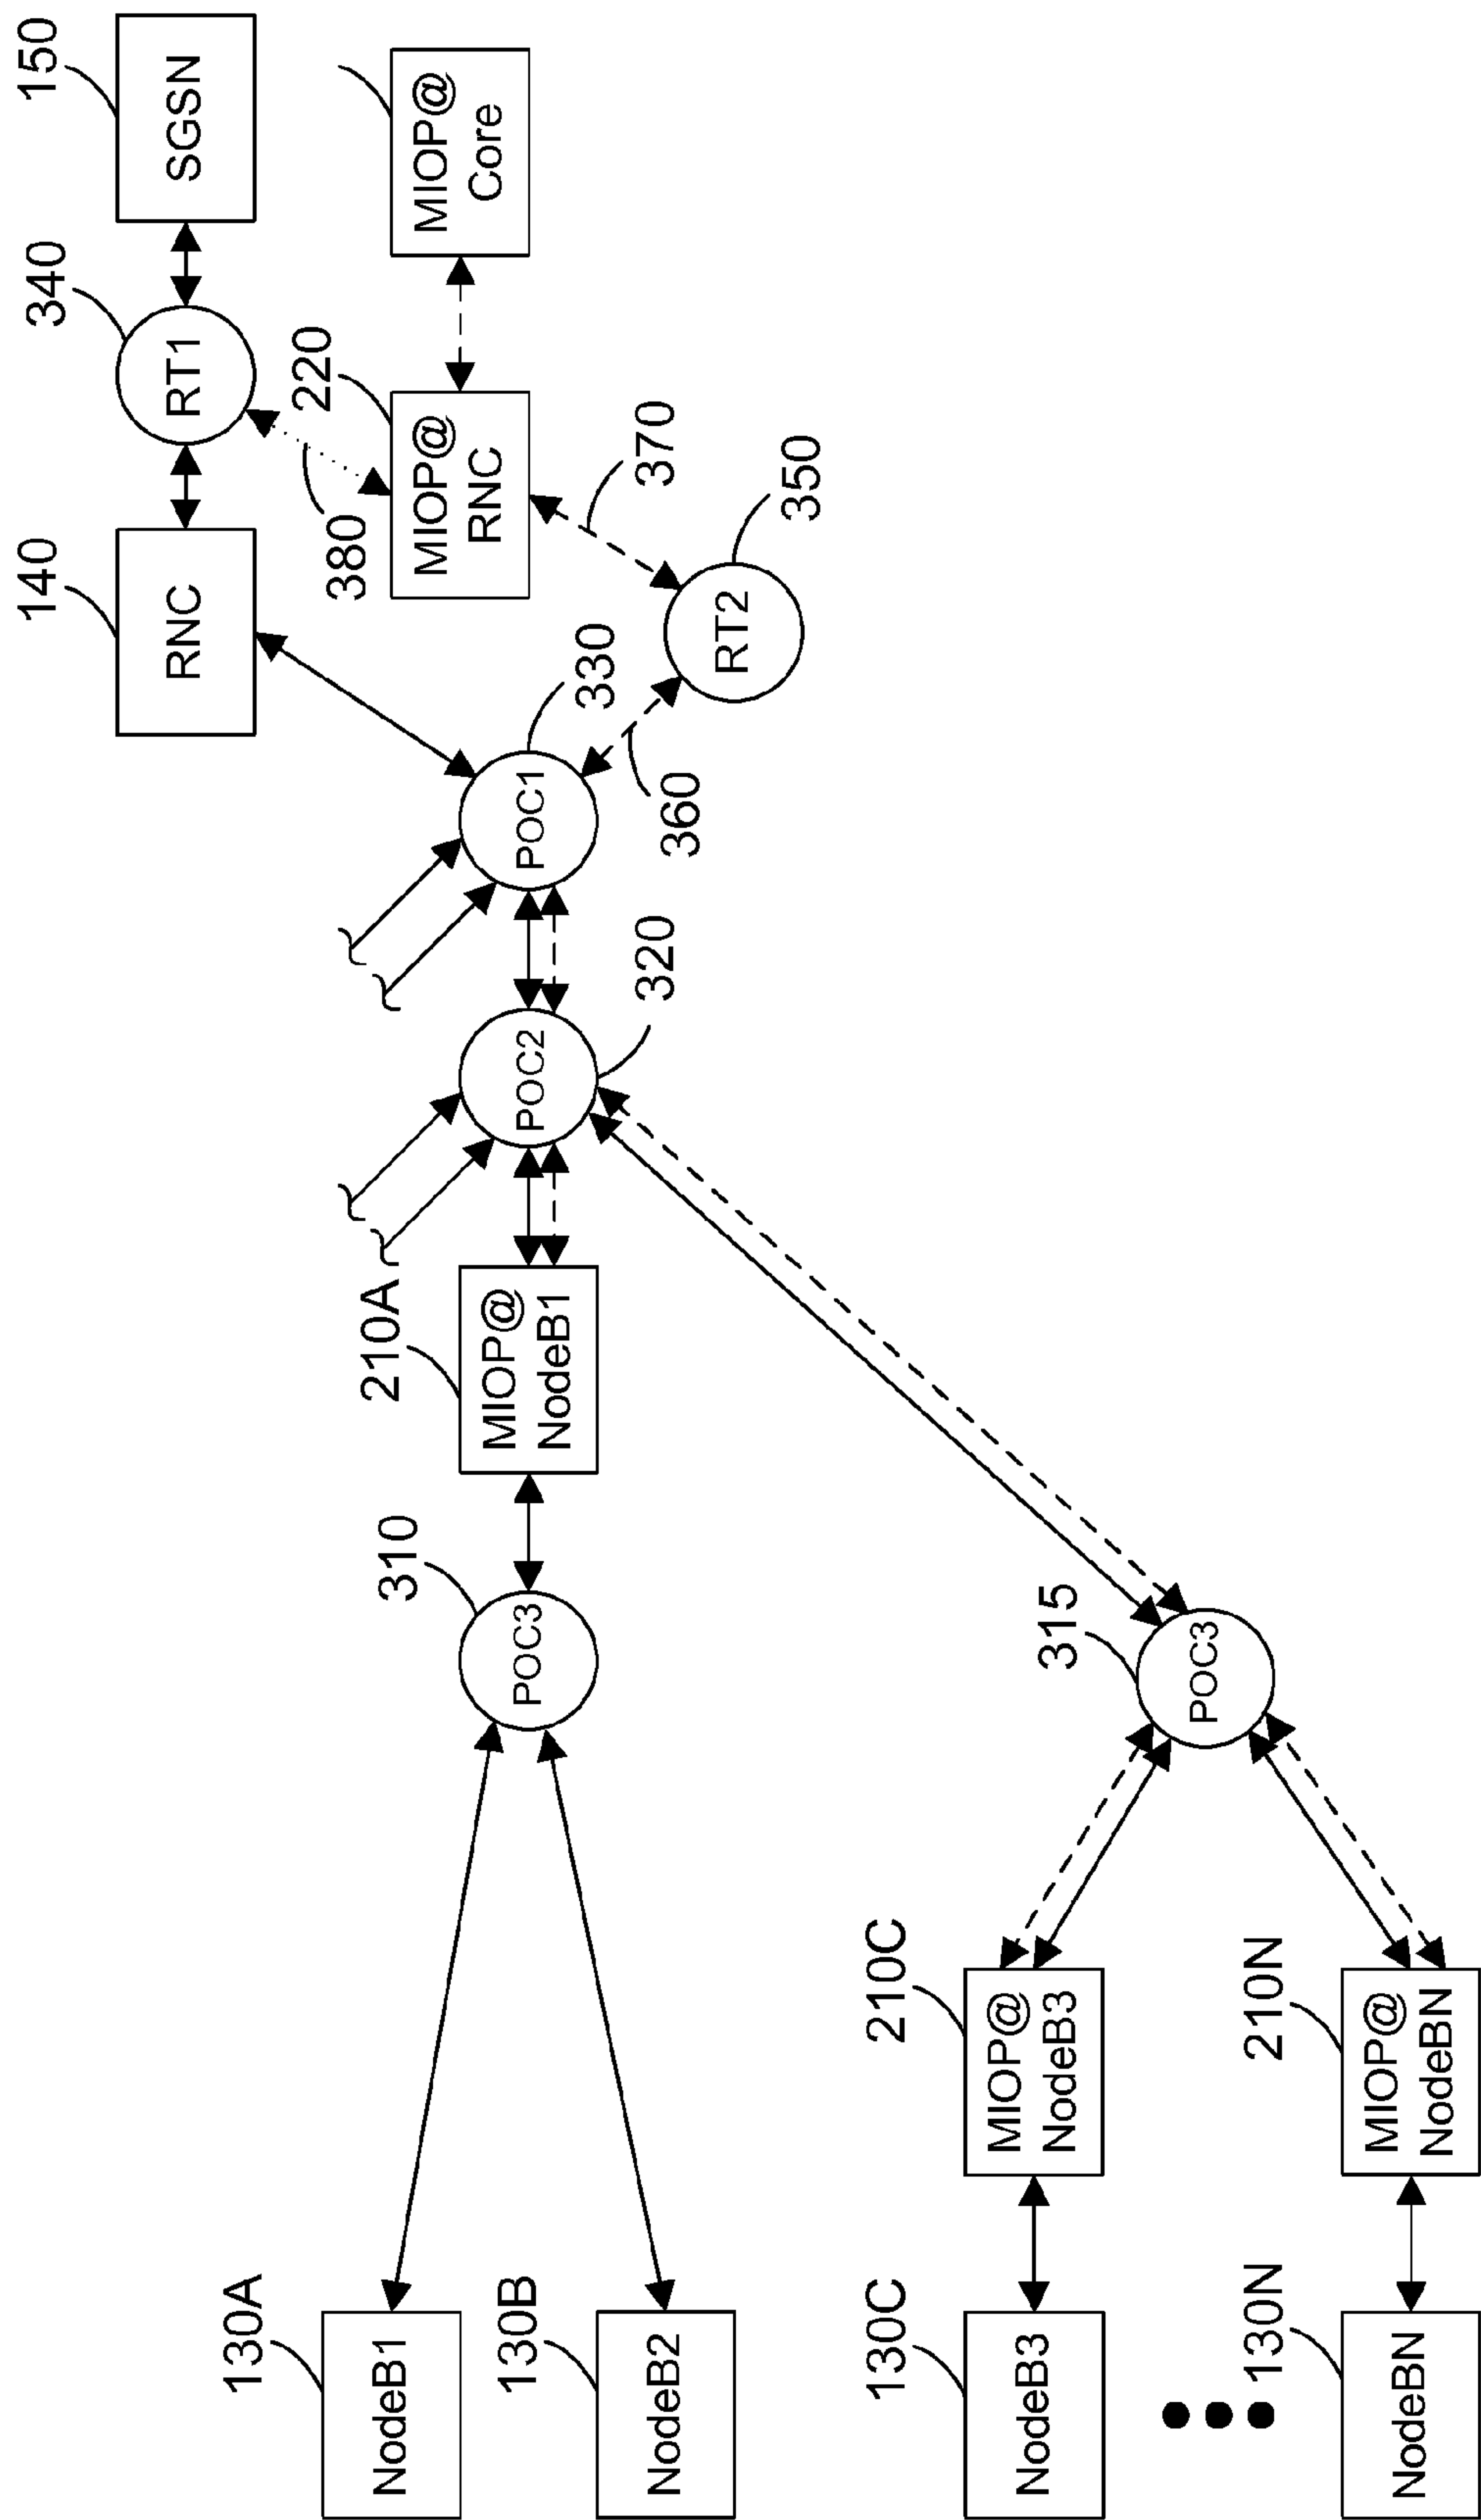 130A
NodeB1
130B
NodeB2
130C
NodeB3
130N
NodeBN
210C
MIOP@
NodeB3
210N
MIOP@
NodeBN
310
POC3
315
POC3
210A
MIOP@
NodeB1
POC2
320
POC1
330
360
RT2
350
370
140
RNC
380
220
MIOP@
RNC
340
RT1
150
SGSN
MIOP@
Core